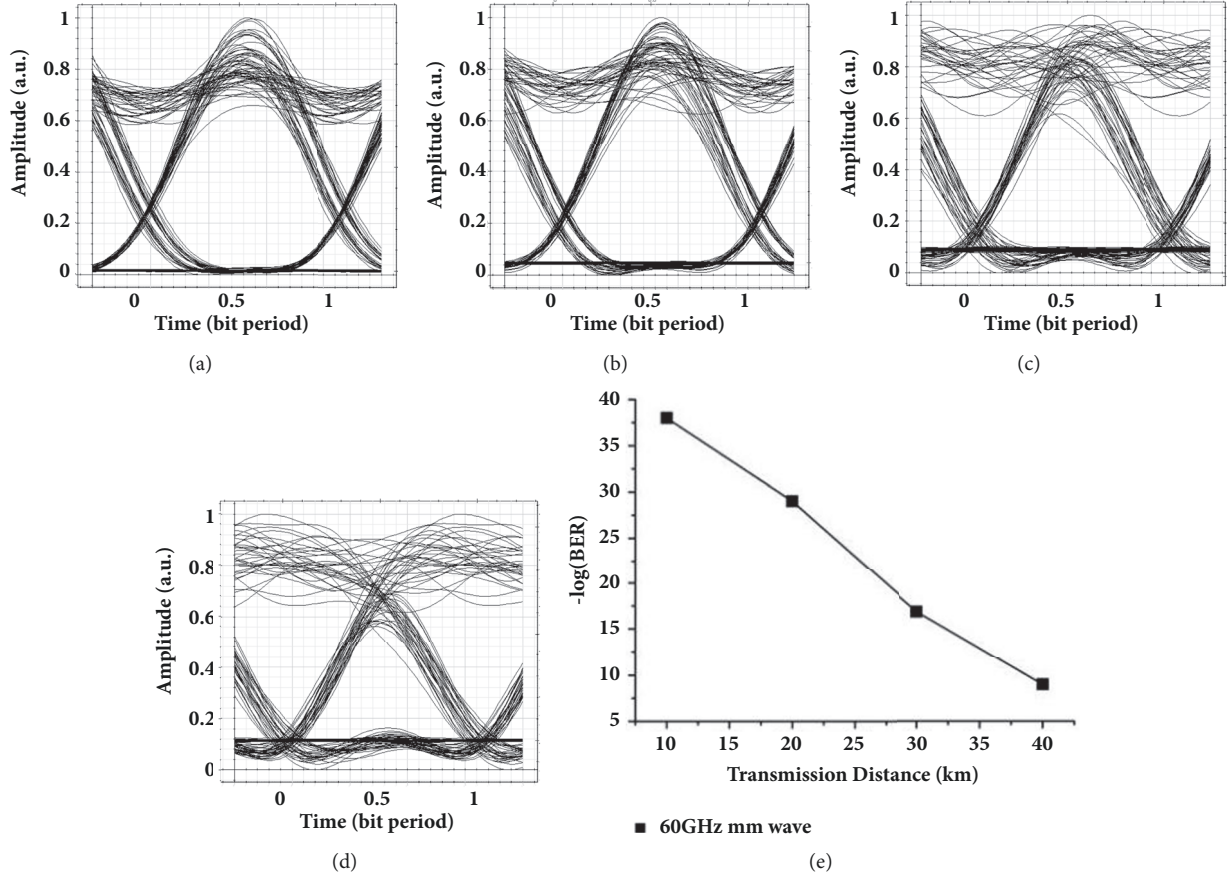 1
0.8
0.6
0.4
0.2
0
Amplitude (a.u.)
0 0.5 1
Time (bit period)
(a)
1
0.8
0.6
0.4
0.2
0
Amplitude (a.u.)
0 0.5 1
Time (bit period)
(b)
1
0.8
0.6
0.4
0.2
0
Amplitude (a.u.)
0 0.5 1
Time (bit period)
(c)
1
0.8
0.6
0.4
0.2
0
Amplitude (a.u.)
0 0.5 1
Time (bit period)
(d)
40
35
30
25
20
15
10
5
-log(BER)
10 15 20 25 30 35 40
Transmission Distance (km)
60GHz mm wave
(e)